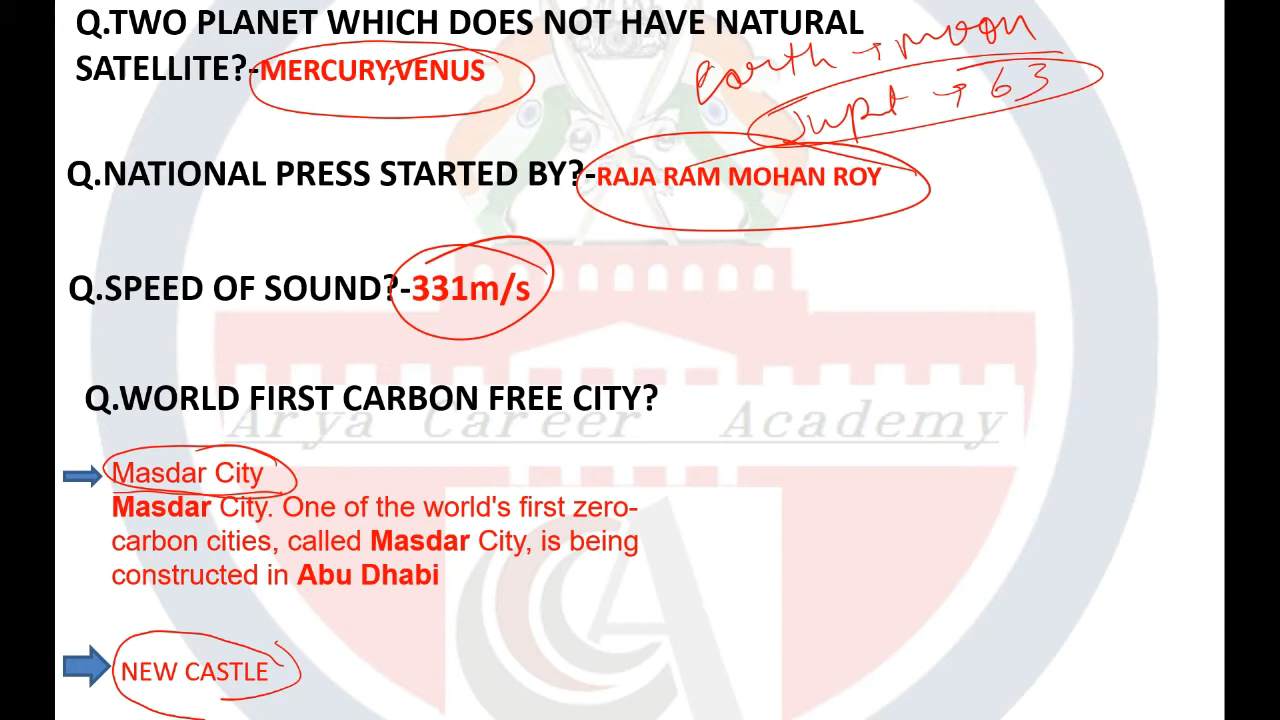 Q.TWO PLANET WHICH DOES NOT HAVE NATURAL
SATELLITE?-MERCURY,VENUS
earth → moon
Jupt → 63
Q.NATIONAL PRESS STARTED BY?-RAJA RAM MOHAN ROY
Q.SPEED OF SOUND?-331m/s
Q.WORLD FIRST CARBON FREE CITY?
Arya Career Academy
Masdar City
Masdar City. One of the world's first zero-
carbon cities, called Masdar City, is being
constructed in Abu Dhabi
NEW CASTLE
CA